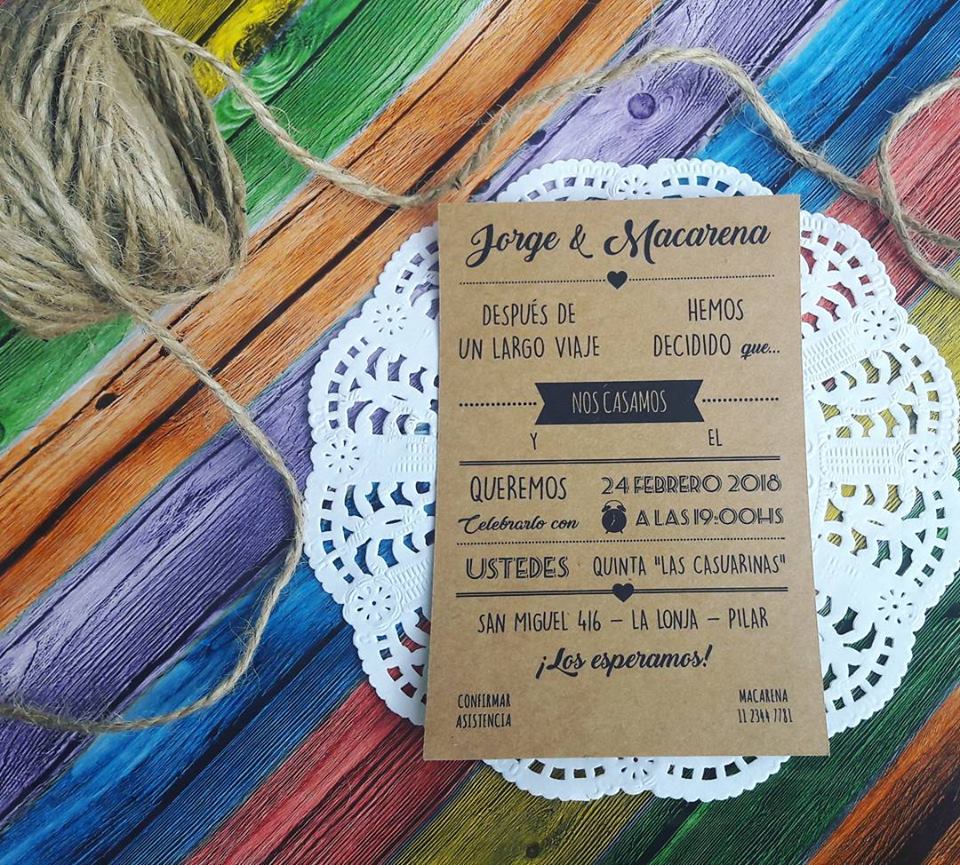 Jorge & Macarena
DESPUÉS DE HEMOS
UN LARGO VIAJE DECIDIDO que...
NOS CASAMOS
Y EL
QUEREMOS 24 FEBRERO 2018
Celebrarlo con A LAS 19:00HS
USTEDES QUINTA "LAS CASUARINAS"
SAN MIGUEL 416 – LA LONJA – PILAR
¡Los esperamos!
CONFIRMAR MACARENA
ASISTENCIA 11 2344 7781